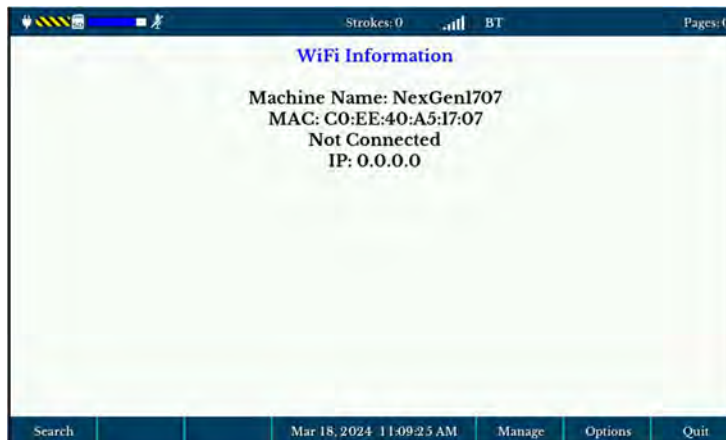 Strokes: 0 BT Pages: 0
WiFi Information
Machine Name: NexGen1707
MAC: C0:EE:40:A5:17:07
Not Connected
IP: 0.0.0.0
Search Mar 18, 2024 11:09:25 AM Manage Options Quit